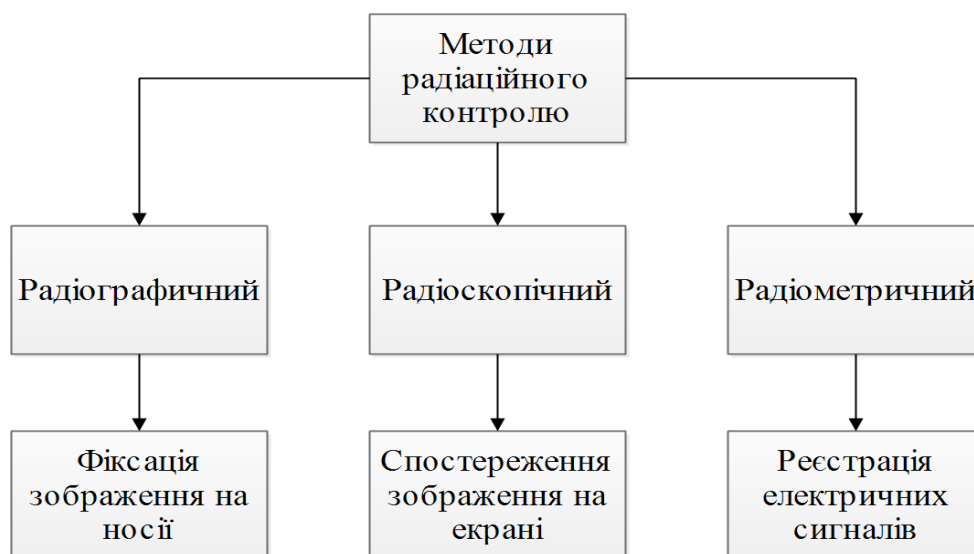 Методи
радіаційного
контролю
Радіографичний
Радіоскопічний
Радіометричний
Фіксація
зображення на
носії
Спостереження
зображення на
екрані
Реєстрація
електричних
сигналів